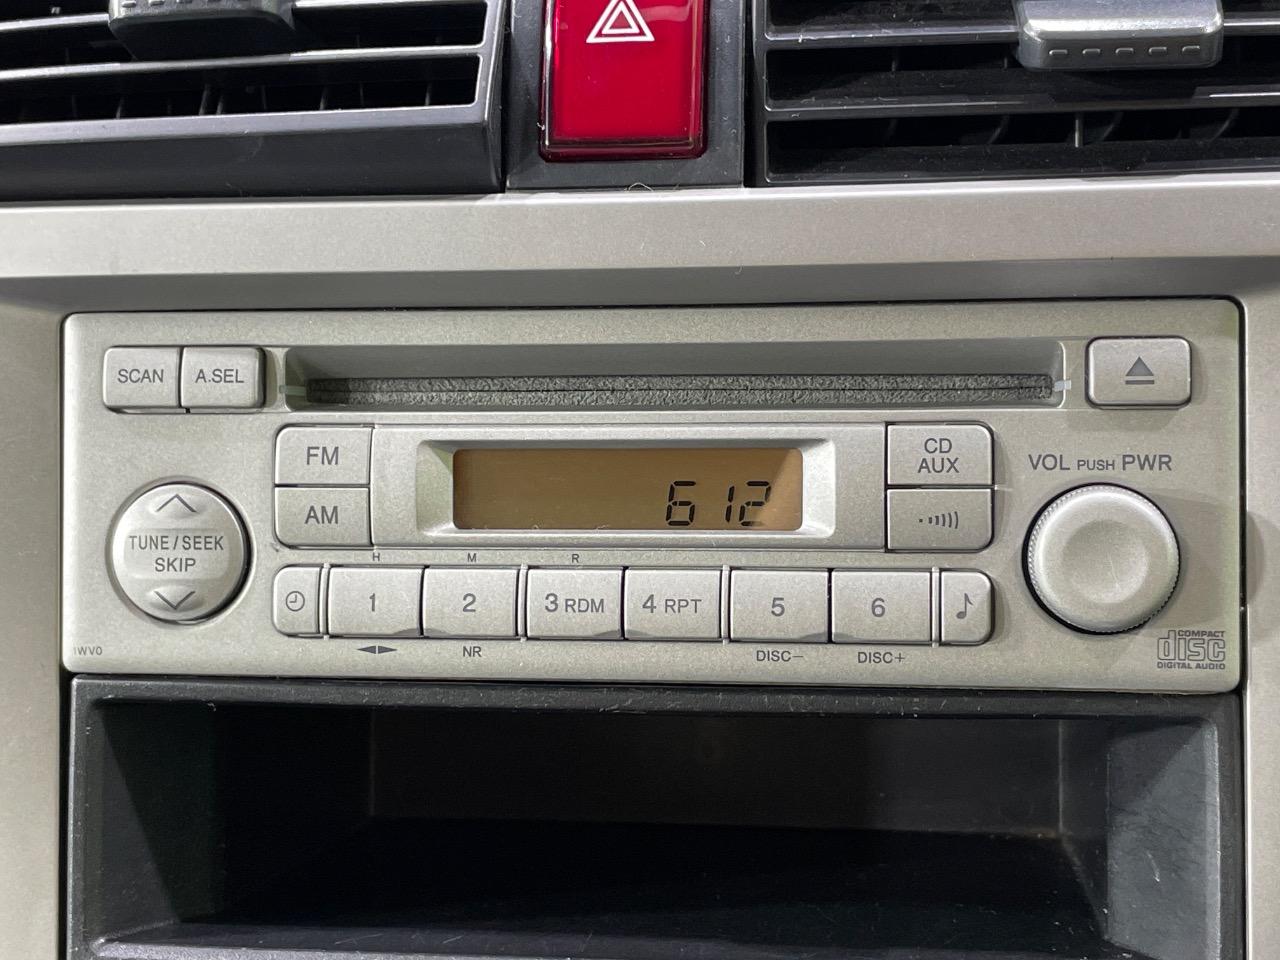 SCAN A.SEL
FM
AM
612
CD
AUX
VOL PUSH PWR
TUNE/SEEK
SKIP
H M R
1 2 3 RDM 4 RPT 5 6
NR DISC− DISC+
1WV0
COMPACT
disc
DIGITAL AUDIO